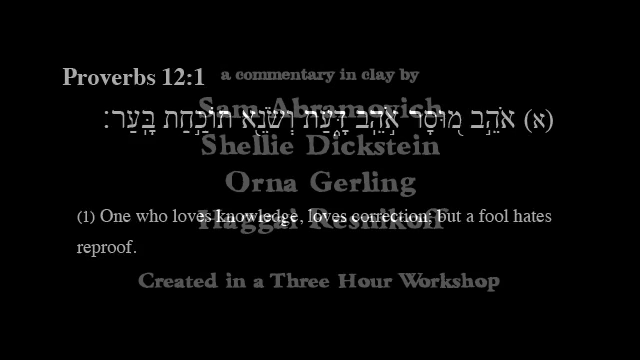 Proverbs 12:1
a commentary in clay by
Sam Abramovich
(א) אֹהֵ֣ב מ֭וּסָר אֹ֣הֵֽב דָּ֑עַת וְשֹׂנֵ֖א תוֹכַ֣חַת בָּֽעַר׃
Shellie Dickstein
Orna Gerling
(1) One who loves knowledge, loves correction; but a fool hates
Haggai Resnikoff
reproof.
Created in a Three Hour Workshop